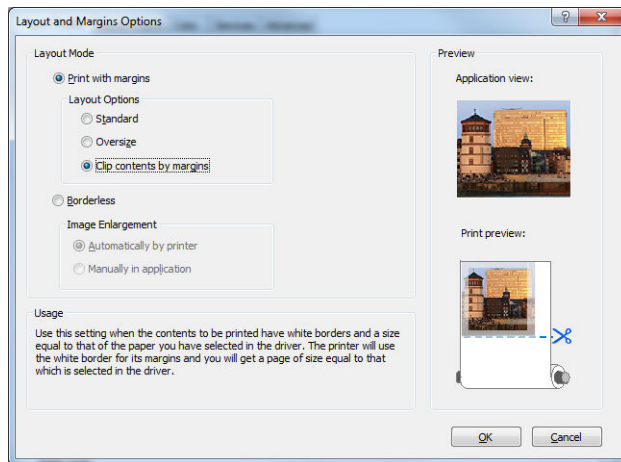 Layout and Margins Options
Layout Mode
Print with margins
Layout Options
Standard
Oversize
Clip contents by margins
Borderless
Image Enlargement
Automatically by printer
Manually in application
Usage
Use this setting when the contents to be printed have white borders and a size
equal to that of the paper you have selected in the driver. The printer will use
the white border for its margins and you will get a page of size equal to that
which is selected in the driver.
Preview
Application view:
Print preview:
OK
Cancel